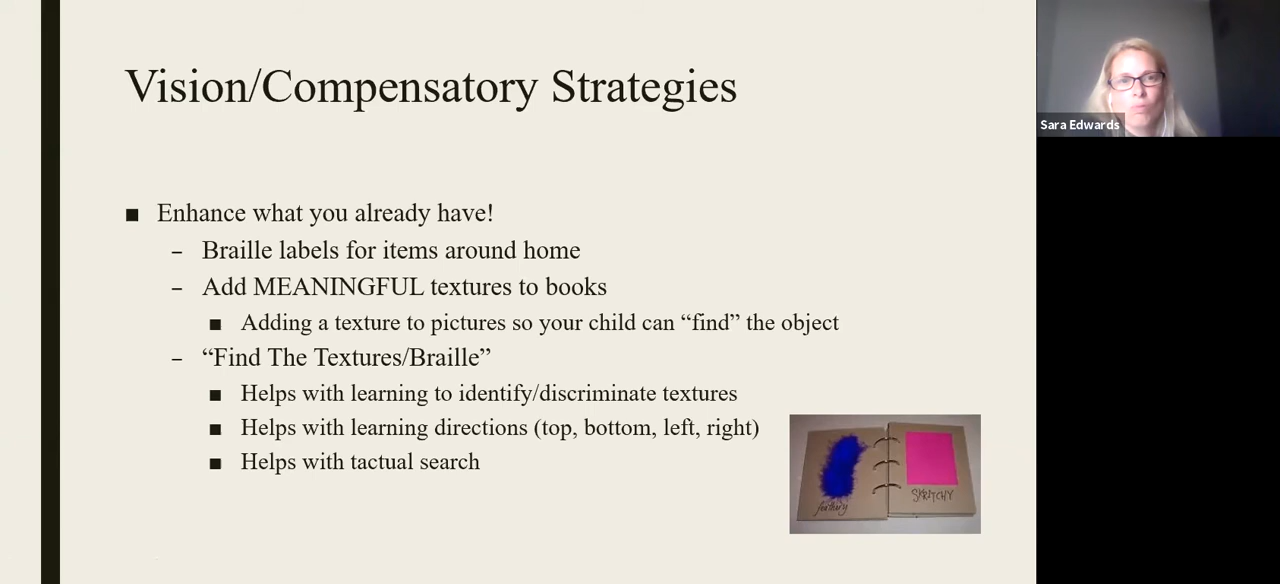 Vision/Compensatory Strategies
Sara Edwards
■ Enhance what you already have!
– Braille labels for items around home
– Add MEANINGFUL textures to books
■ Adding a texture to pictures so your child can “find” the object
– “Find The Textures/Braille”
■ Helps with learning to identify/discriminate textures
■ Helps with learning directions (top, bottom, left, right)
■ Helps with tactual search
feathery
SKRITCHY